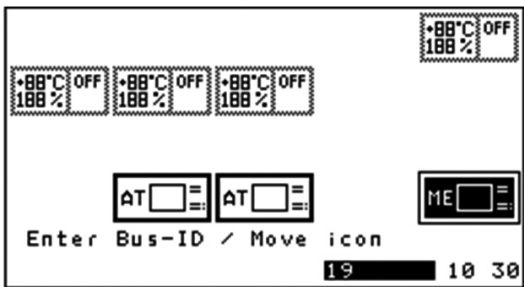 +88°C OFF
188 %
+88°C OFF +88°C OFF +88°C OFF
188 % 188 % 188 %
AT AT ME
Enter Bus-ID / Move icon
19 10 30